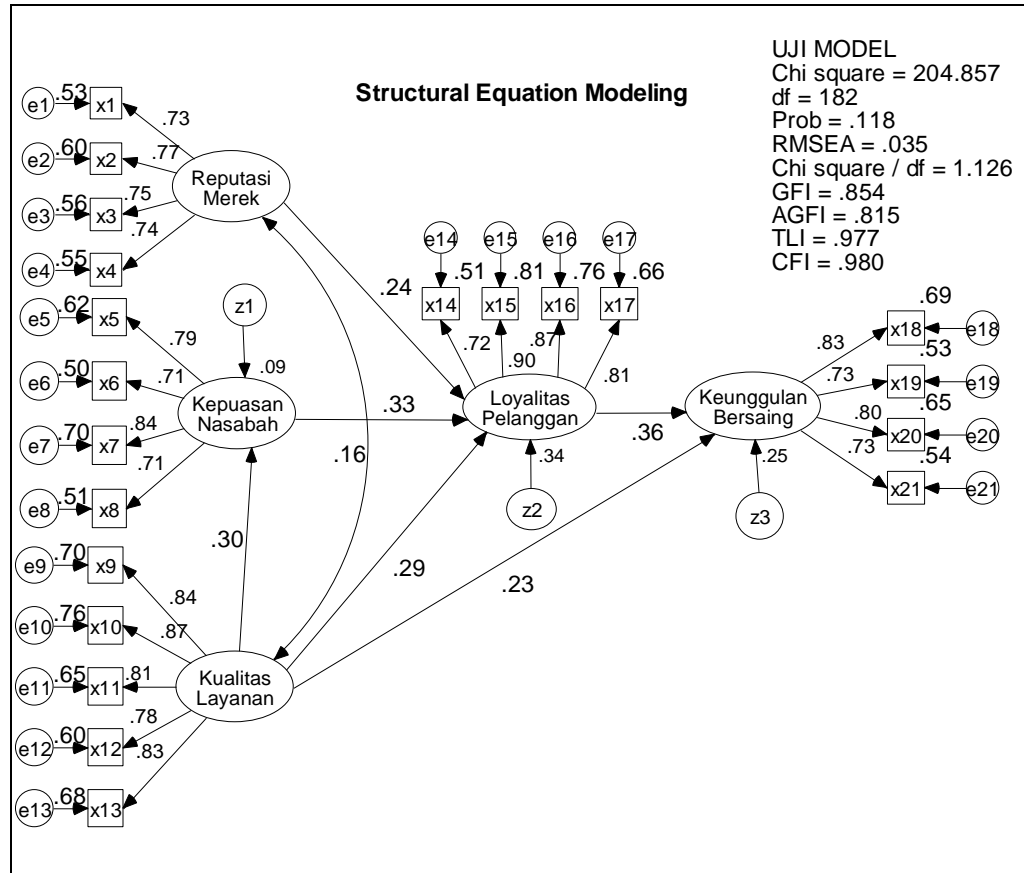 UJI MODEL
Chi square = 204.857
df = 182
Prob = .118
RMSEA = .035
Chi square / df = 1.126
GFI = .854
AGFI = .815
TLI = .977
CFI = .980
Structural Equation Modeling
e1 .53 x1
.73
e2 .60 x2
.77
e3 .56 x3
.75
e4 .55 x4
.74
Reputasi
Merek
e5 .62 x5
.79
e6 .50 x6
.71
e7 .70 x7
.84
e8 .51 x8
.71
z1
.09
Kepuasan
Nasabah
e9 .70 x9
.84
e10 .76 x10
.87
e11 .65 x11
.81
e12 .60 x12
.78
e13 .68 x13
.83
Kualitas
Layanan
.24
.33
.16
.30
.29
.23
e14 e15 e16 e17
.51 .81 .76 .66
x14 x15 x16 x17
.72 .90 .87 .81
Loyalitas
Pelanggan
.34
z2
.36
Keunggulan
Bersaing
.25
z3
.69
.83 x18 e18
.53
.73 x19 e19
.65
.80 x20 e20
.54
.73 x21 e21